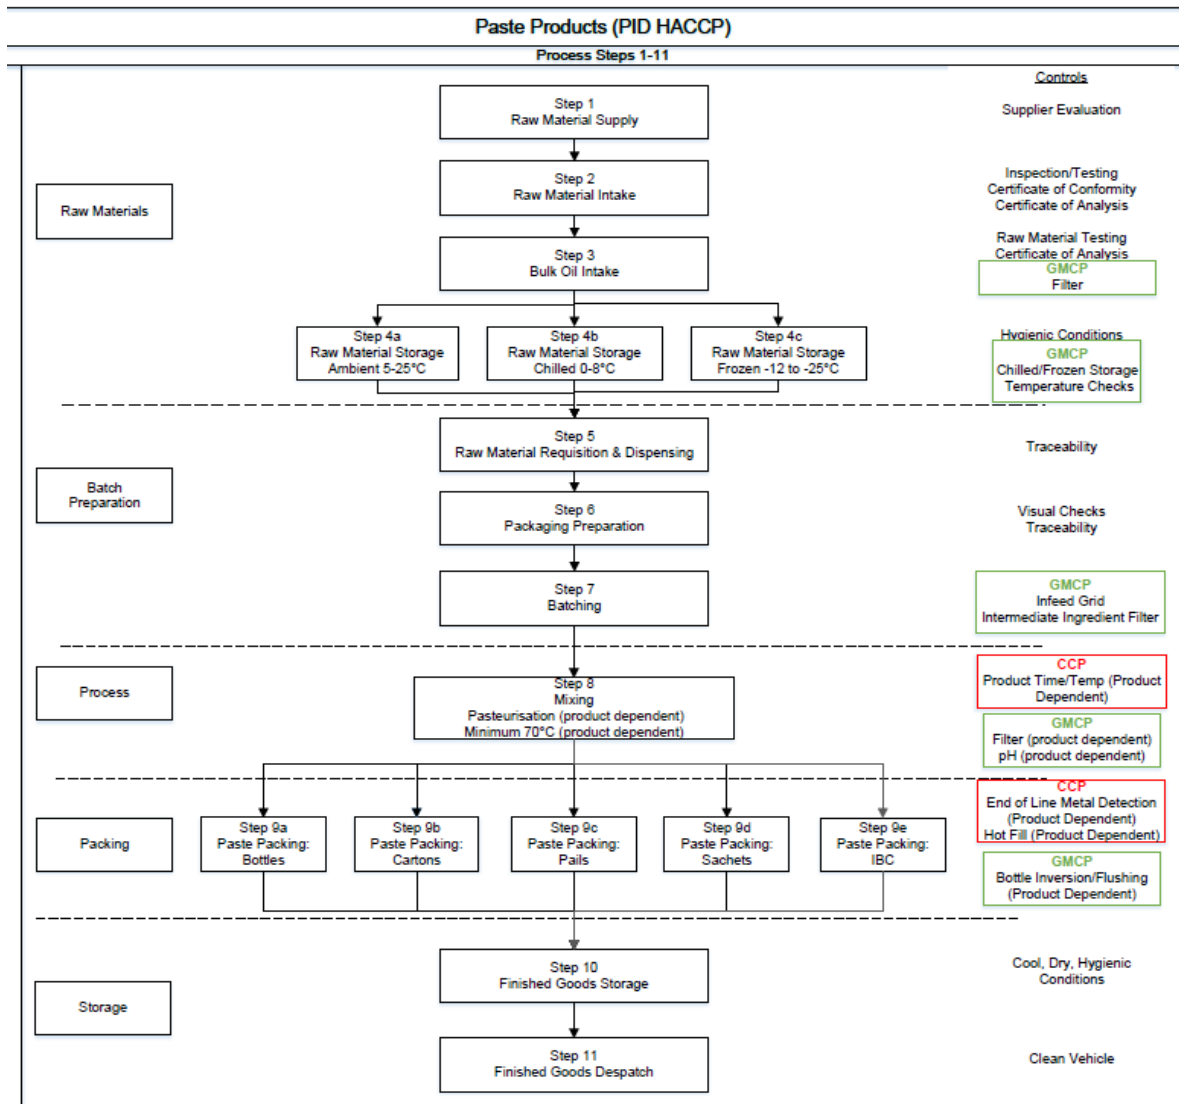 Paste Products (PID HACCP)
Process Steps 1-11
Controls
Step 1
Raw Material Supply
Supplier Evaluation
Raw Materials
Step 2
Raw Material Intake
Inspection/Testing
Certificate of Conformity
Certificate of Analysis
Step 3
Bulk Oil Intake
Raw Material Testing
Certificate of Analysis
GMCP
Filter
Step 4a
Raw Material Storage
Ambient 5-25°C
Step 4b
Raw Material Storage
Chilled 0-8°C
Step 4c
Raw Material Storage
Frozen -12 to -25°C
Hygienic Conditions
GMCP
Chilled/Frozen Storage
Temperature Checks
Batch
Preparation
Step 5
Raw Material Requisition & Dispensing
Traceability
Step 6
Packaging Preparation
Visual Checks
Traceability
Step 7
Batching
GMCP
Infeed Grid
Intermediate Ingredient Filter
Process
Step 8
Mixing
Pasteurisation (product dependent)
Minimum 70°C (product dependent)
CCP
Product Time/Temp (Product
Dependent)
GMCP
Filter (product dependent)
pH (product dependent)
Packing
Step 9a
Paste Packing:
Bottles
Step 9b
Paste Packing:
Cartons
Step 9c
Paste Packing:
Pails
Step 9d
Paste Packing:
Sachets
Step 9e
Paste Packing:
IBC
CCP
End of Line Metal Detection
(Product Dependent)
Hot Fill (Product Dependent)
GMCP
Bottle Inversion/Flushing
(Product Dependent)
Storage
Step 10
Finished Goods Storage
Cool, Dry, Hygienic
Conditions
Step 11
Finished Goods Despatch
Clean Vehicle